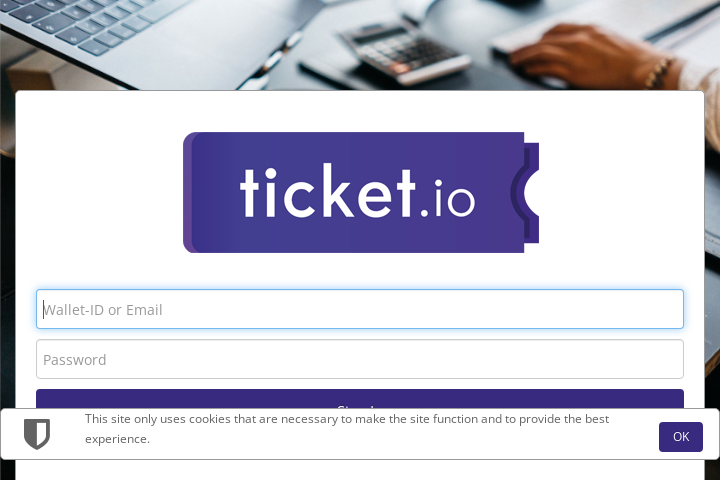 ticket.io
Wallet-ID or Email
Password
This site only uses cookies that are necessary to make the site function and to provide the best
experience.
OK